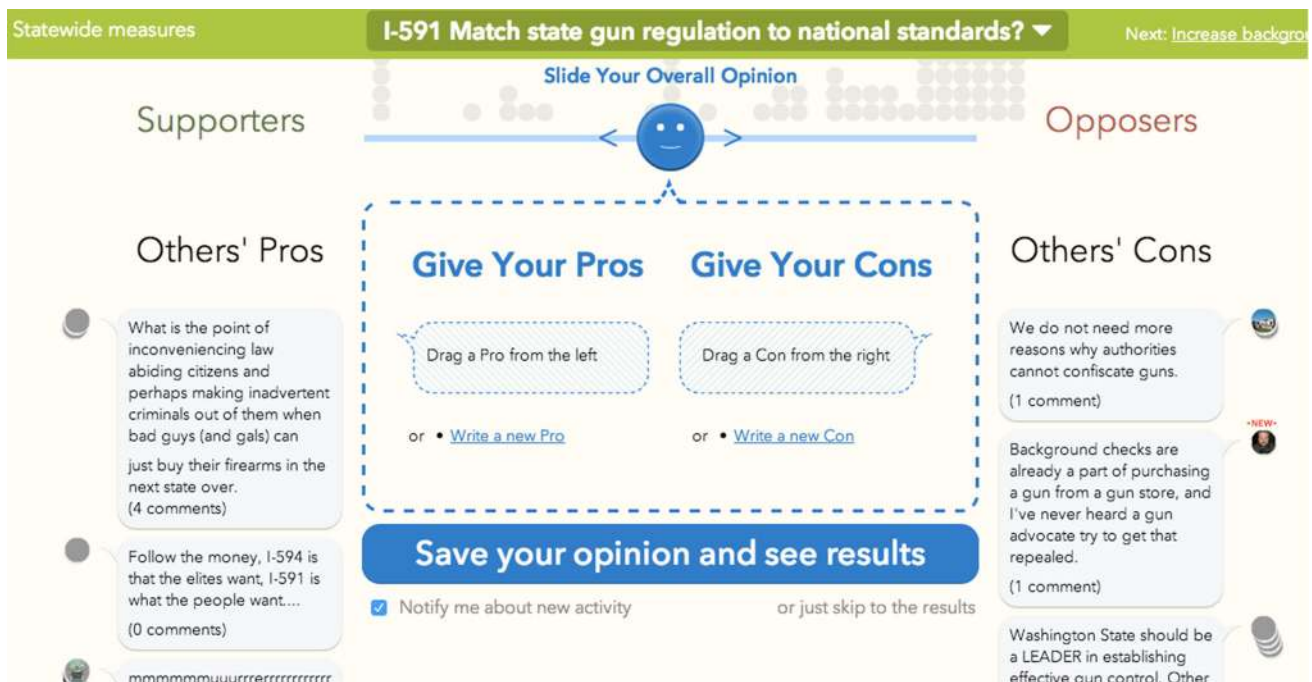 Statewide measures
I-591 Match state gun regulation to national standards?
Next: Increase backgro
Slide Your Overall Opinion
Supporters
Opposers
Others' Pros
What is the point of
inconveniencing law
abiding citizens and
perhaps making inadvertent
criminals out of them when
bad guys (and gals) can
just buy their firearms in the
next state over.
(4 comments)
Follow the money, I-594 is
that the elites want, I-591 is
what the people want....
(0 comments)
Give Your Pros
Drag a Pro from the left
or • Write a new Pro
Give Your Cons
Drag a Con from the right
or • Write a new Con
Save your opinion and see results
Notify me about new activity
or just skip to the results
Others' Cons
We do not need more
reasons why authorities
cannot confiscate guns.
(1 comment)
•NEW•
Background checks are
already a part of purchasing
a gun from a gun store, and
I've never heard a gun
advocate try to get that
repealed.
(1 comment)
Washington State should be
a LEADER in establishing
effective gun control. Other